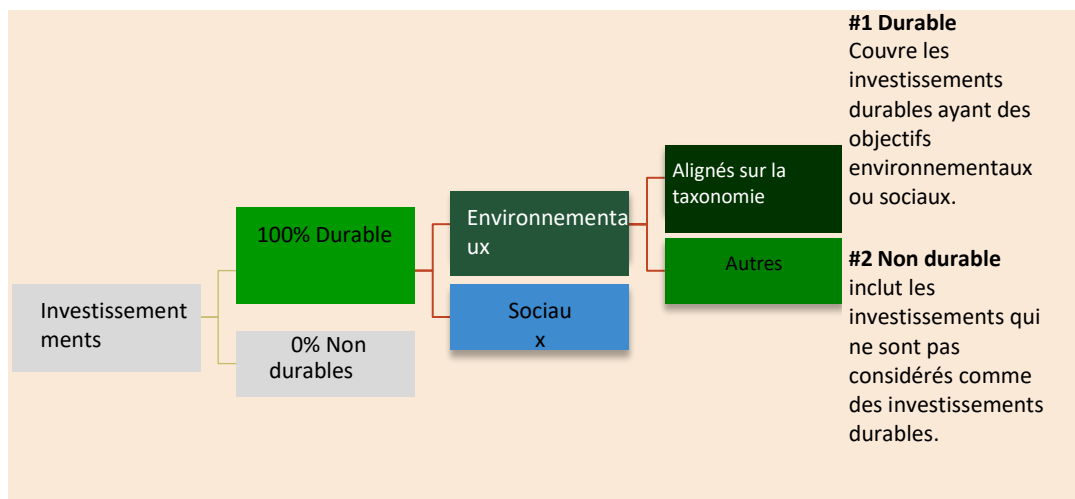 Investissement
ments
100% Durable
0% Non
durables
Environnementa
ux
Sociau
x
Alignés sur la
taxonomie
Autres
#1 Durable
Couvre les
investissements
durables ayant des
objectifs
environnementaux
ou sociaux.
#2 Non durable
inclut les
investissements qui
ne sont pas
considérés comme
des investissements
durables.